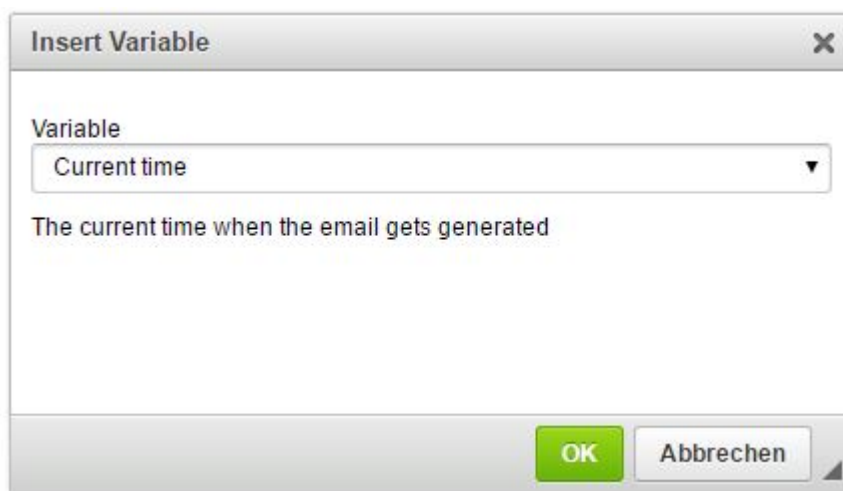 Insert Variable
Variable
Current time
The current time when the email gets generated
OK Abbrechen